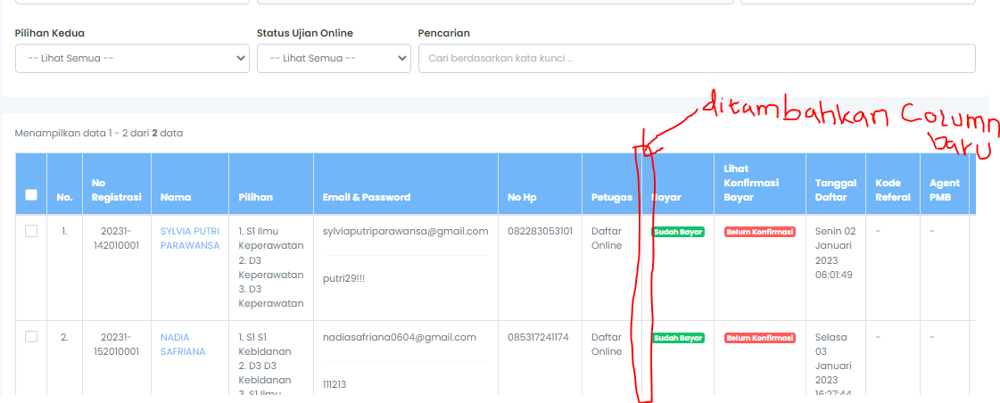 Pilihan Kedua
Status Ujian Online
Pencarian
-- Lihat Semua --
-- Lihat Semua --
Cari berdasarkan kata kunci ..
ditambahkan Column
baru
Menampilkan data 1 - 2 dari 2 data
No.
No
Registrasi
Nama
Pilihan
Email & Password
No Hp
Petugas
Bayar
Lihat
Konfirmasi
Bayar
Tanggal
Daftar
Kode
Referal
Agent
PMB
1.
20231-
142010001
SYLVIA PUTRI
PARAWANSA
1. S1 Ilmu
Keperawatan
2. D3
Keperawatan
3. D3
Keperawatan
sylviaputriparawansa@gmail.com
putri29!!!
082283053101
Daftar
Online
Sudah Bayar
Belum Konfirmasi
Senin 02
Januari
2023
06:01:49
-
-
2.
20231-
152010001
NADIA
SAFRIANA
1. S1 S1
Kebidanan
2. D3 D3
Kebidanan
3. S1 Ilmu
nadiasafriana0604@gmail.com
111213
085317241174
Daftar
Online
Sudah Bayar
Belum Konfirmasi
Selasa
03
Januari
2023
16:27:44
-
-